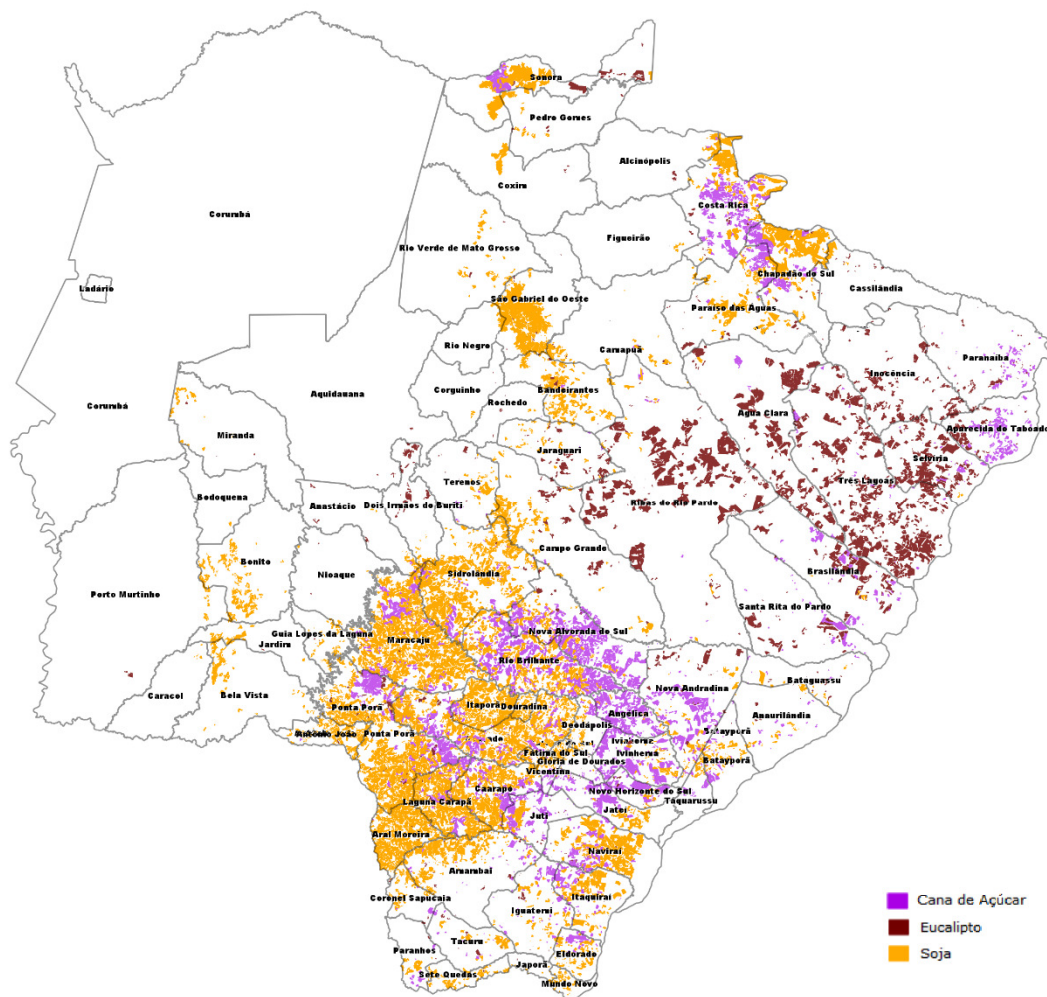 Sonora
Pedro Gomes
Alcinópolis
Coxim
Costa Rica
Corumbá
Figueirão
Rio Verde de Mato Grosso
Chapadão do Sul
Ladário
Cassilândia
São Gabriel do Oeste
Paraíso das Águas
Rio Negro
Camapuã
Paranaíba
Inocência
Aquidauana
Corguinho
Bandeirantes
Rochedo
Corumbá
Água Clara
Aparecida do Taboado
Miranda
Jaraguari
Selvíria
Terenos
Três Lagoas
Bodoquena
Anastácio
Dois Irmãos do Buriti
Ribas do Rio Pardo
Campo Grande
Bonito
Nioaque
Sidrolândia
Brasilândia
Porto Murtinho
Santa Rita do Pardo
Guia Lopes da Laguna
Nova Alvorada do Sul
Jardim
Maracaju
Rio Brilhante
Bataguassu
Nova Andradina
Caracol
Bela Vista
Ponta Porã
Itaporã
Douradina
Angélica
Anaurilândia
Deodápolis
Antônio João
Ponta Porã
Batayporã
Ivinhema
Fátima do Sul
Ivinhema
Glória de Dourados
Batayporã
Vicentina
Caarapó
Novo Horizonte do Sul
Laguna Carapã
Taquarussu
Juti
Jateí
Aral Moreira
Naviraí
Amambai
Coronel Sapucaia
Itaquiraí
Cana de Açúcar
Iguatemi
Eucalipto
Tacuru
Paranhos
Eldorado
Soja
Japorã
Sete Quedas
Mundo Novo